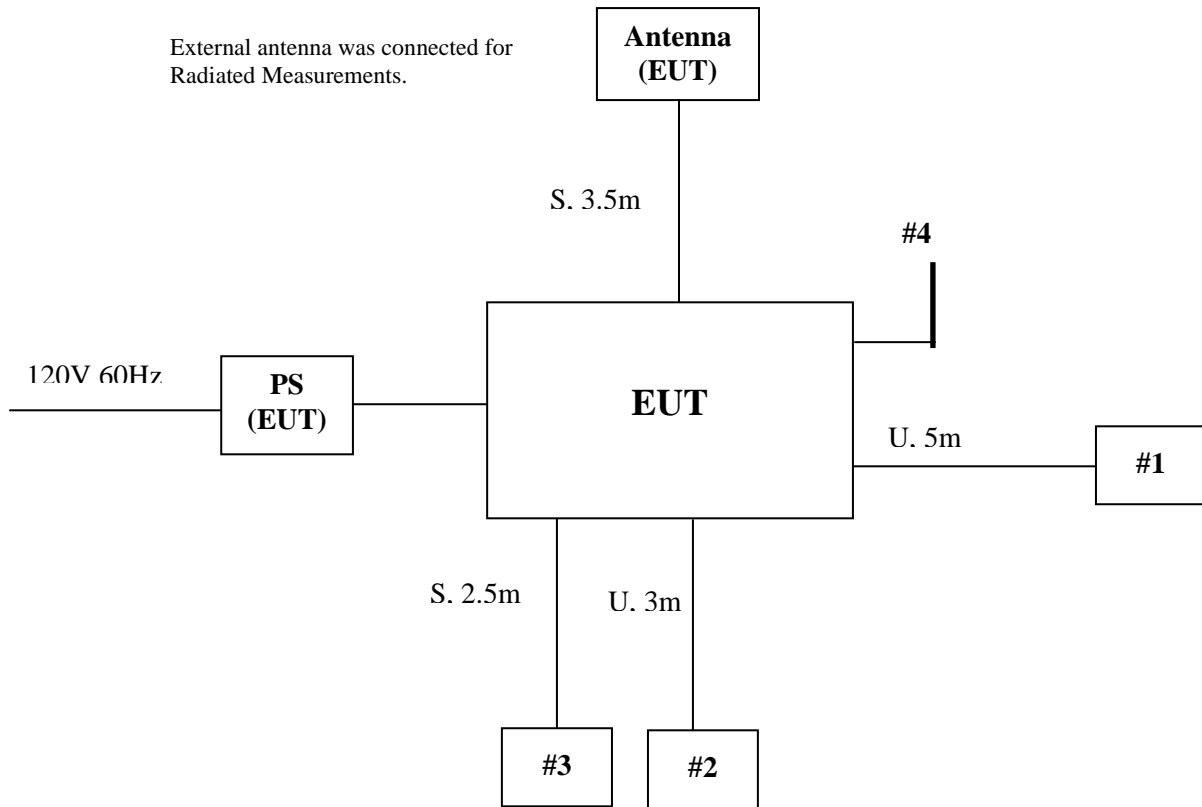 External antenna was connected for
Radiated Measurements.
Antenna
(EUT)
S, 3.5m
#4
120V 60Hz
PS
(EUT)
EUT
U, 5m
#1
S, 2.5m
U, 3m
#3
#2